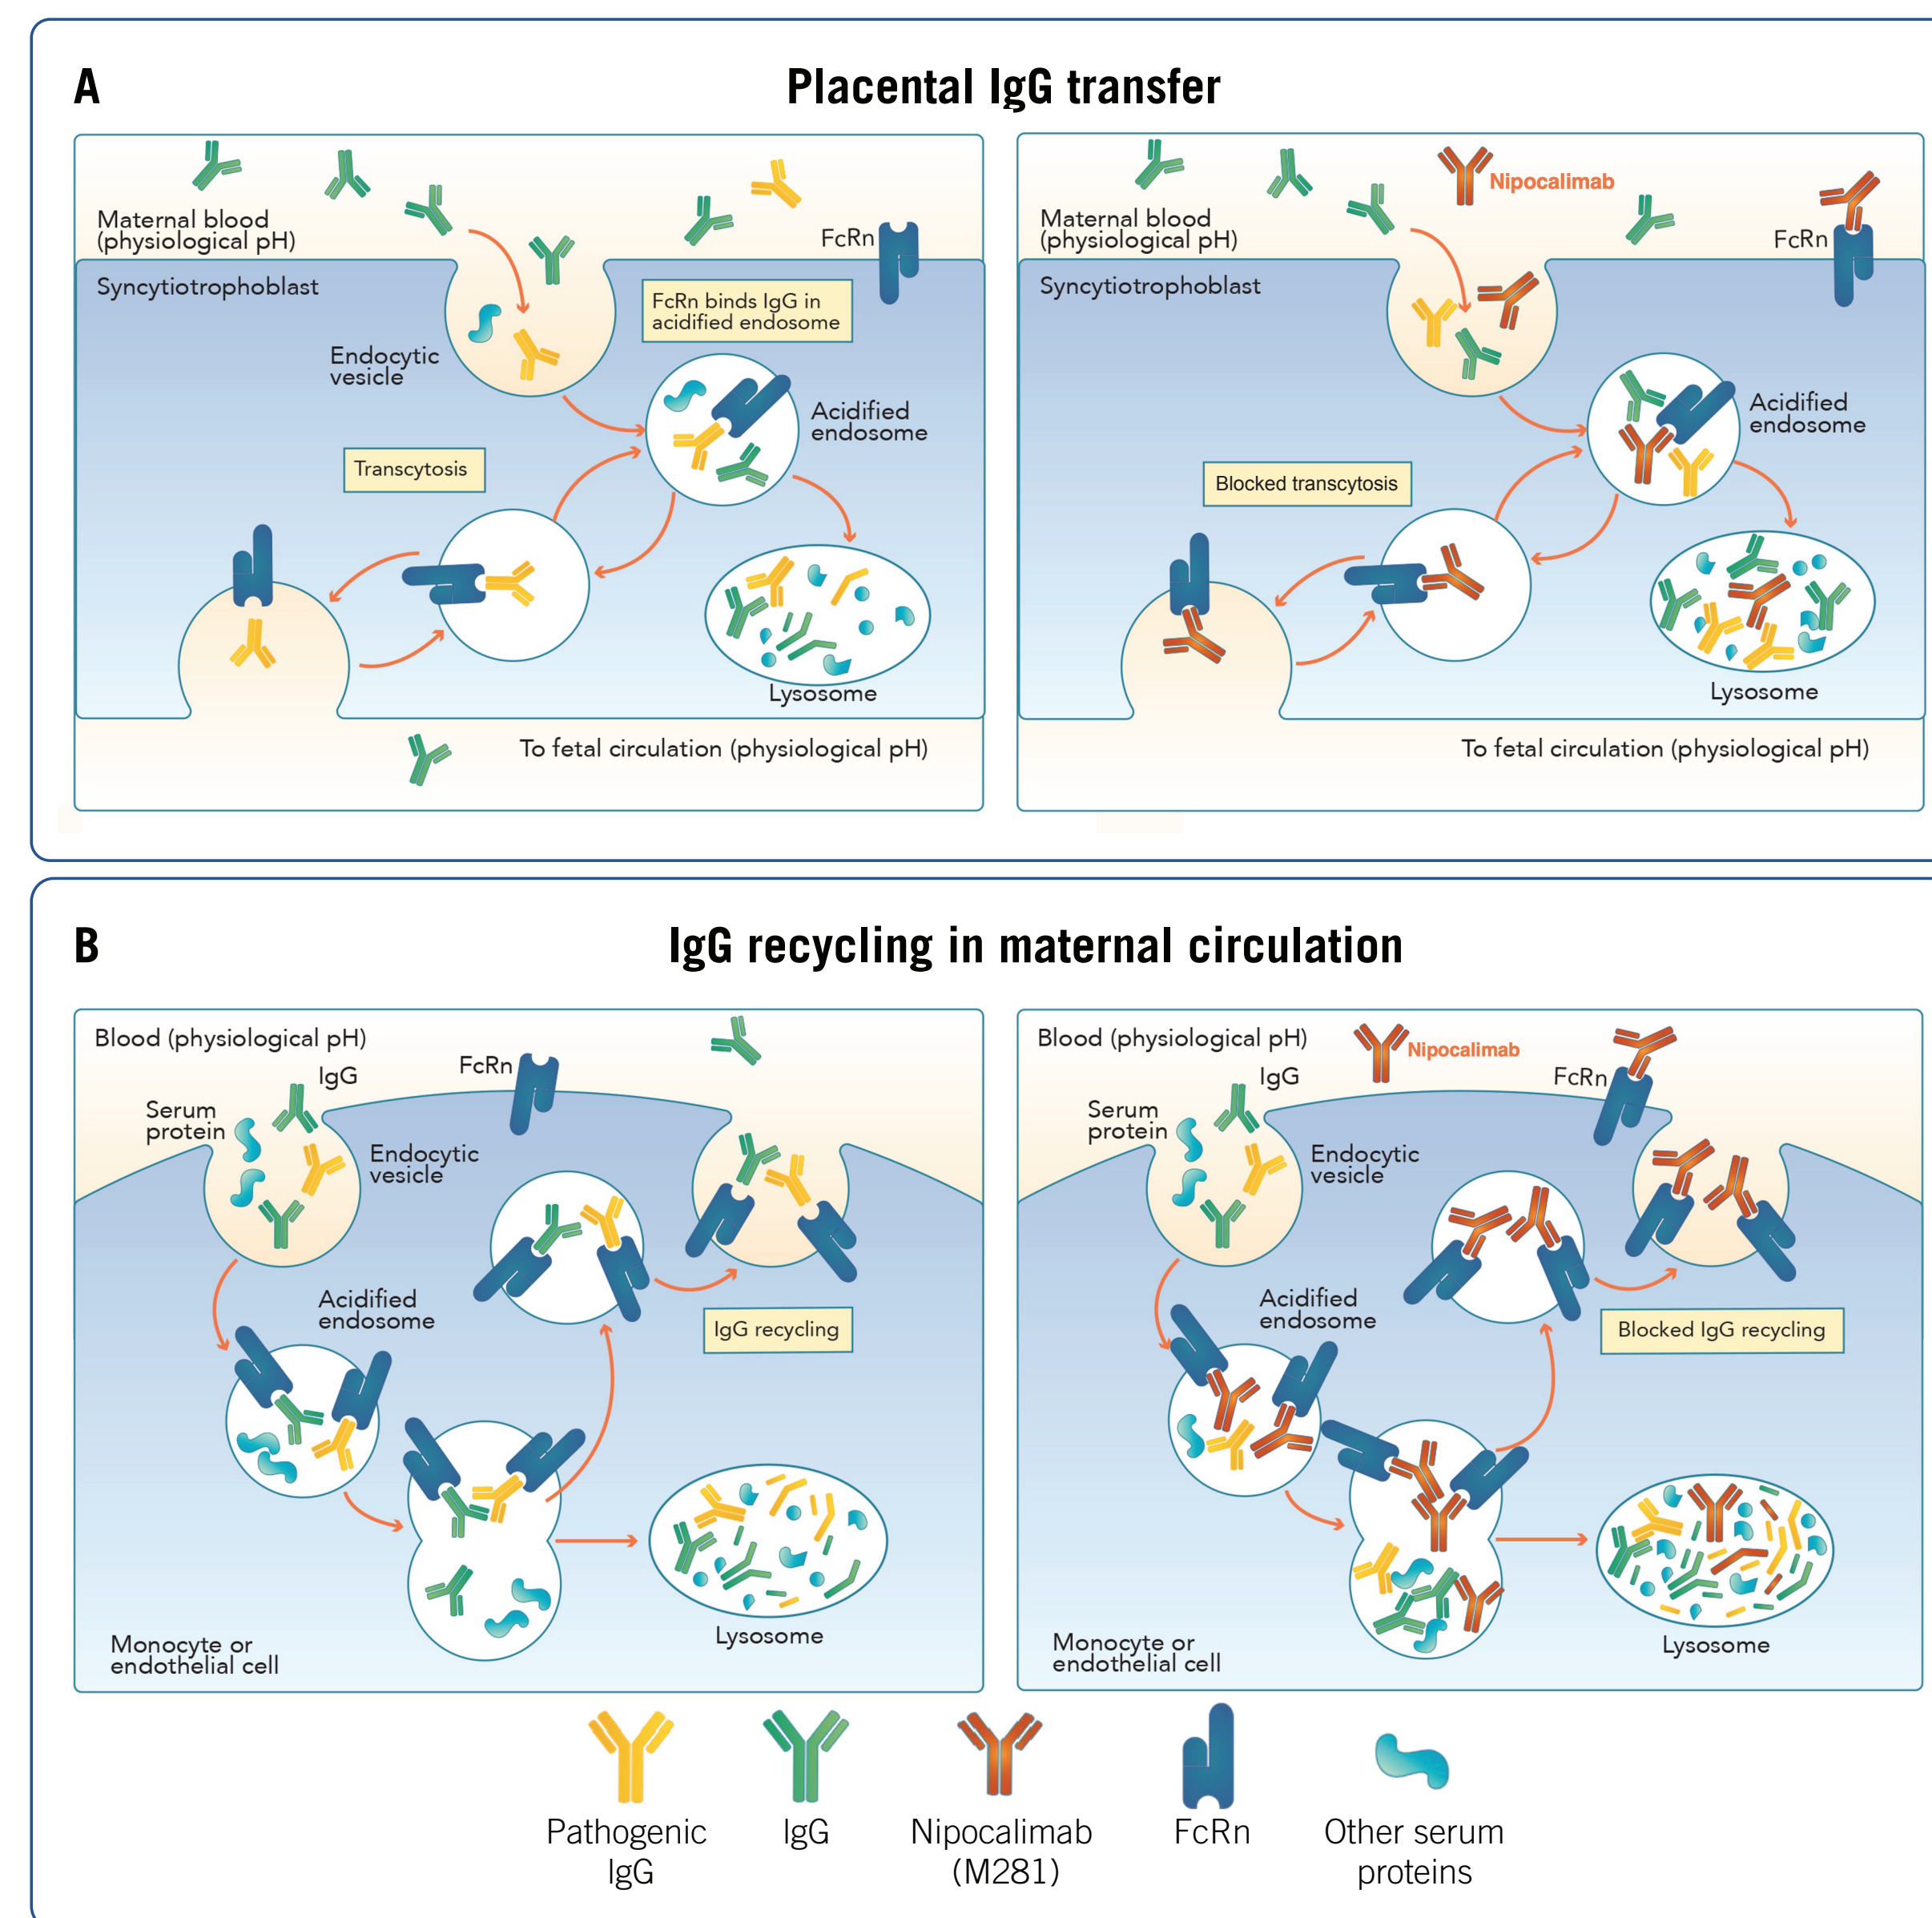 A
Placental IgG transfer
Maternal blood
(physiological pH)
FcRn
Syncytiotrophoblast
FcRn binds IgG in
acidified endosome
Endocytic
vesicle
Acidified
endosome
Transcytosis
Lysosome
To fetal circulation (physiological pH)
Nipocalimab
Maternal blood
(physiological pH)
FcRn
Syncytiotrophoblast
Acidified
endosome
Blocked transcytosis
Lysosome
To fetal circulation (physiological pH)
B
IgG recycling in maternal circulation
Blood (physiological pH)
IgG
FcRn
Serum
protein
Endocytic
vesicle
Acidified
endosome
IgG recycling
Lysosome
Monocyte or
endothelial cell
Blood (physiological pH)
Nipocalimab
IgG
FcRn
Serum
protein
Endocytic
vesicle
Acidified
endosome
Blocked IgG recycling
Lysosome
Monocyte or
endothelial cell
Pathogenic
IgG
IgG
Nipocalimab
(M281)
FcRn
Other serum
proteins